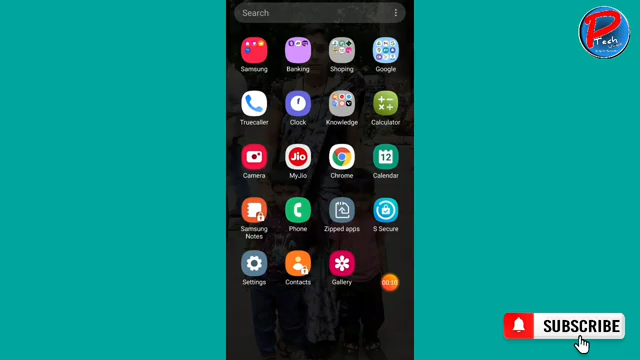 Search
Samsung
Banking
Shoping
Google
Truecaller
Clock
Knowledge
Calculator
Camera
Jio
MyJio
Chrome
12
Calendar
Samsung
Notes
Phone
Zipped apps
S Secure
Settings
Contacts
Gallery
00:10
P
Tech
SUBSCRIBE